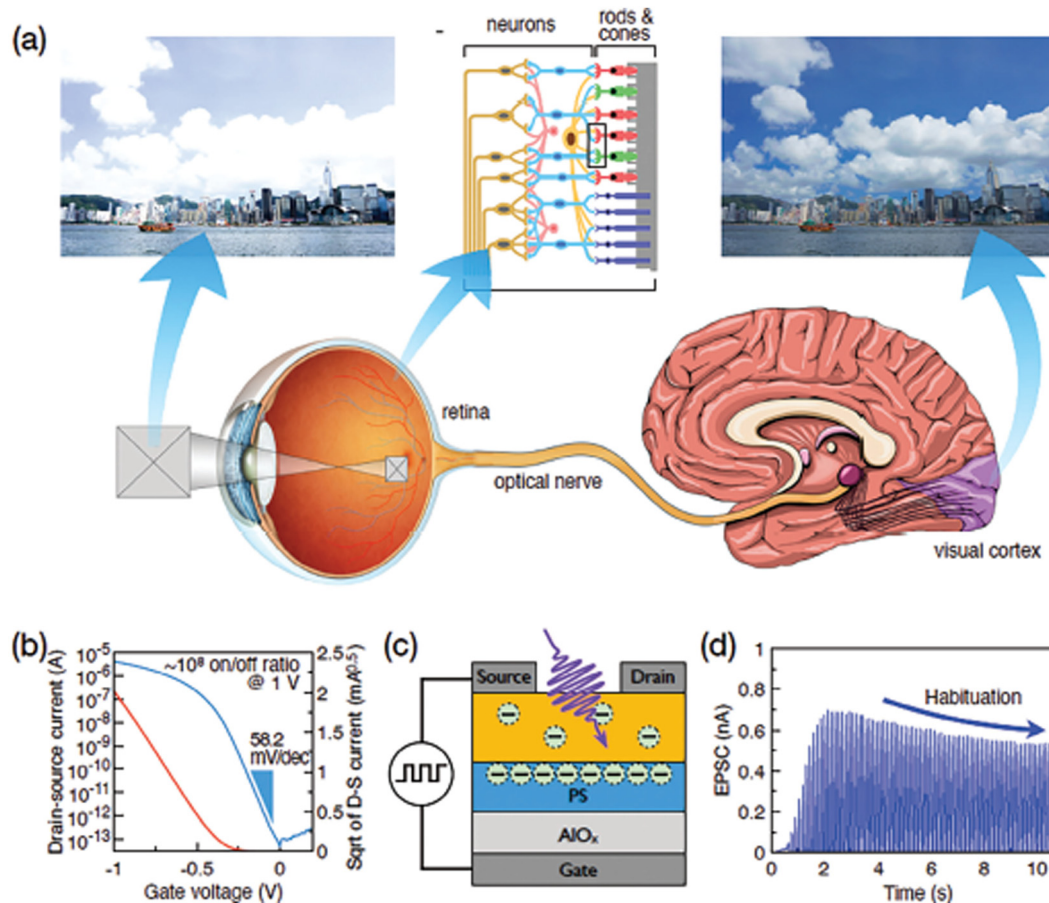 (a)
neurons
rods &
cones
retina
optical nerve
visual cortex
(b)
Drain-source current (A)
10⁻⁵
10⁻⁶
10⁻⁷
10⁻⁸
10⁻⁹
10⁻¹⁰
10⁻¹¹
10⁻¹²
10⁻¹³
~10⁸ on/off ratio
@ 1 V
58.2
mV/dec
2.5
2
1.5
1
0.5
0
Sqrt of D-S current (mA⁰·⁵)
-1
-0.5
0
Gate voltage (V)
(c)
Source
Drain
PS
AlOₓ
Gate
(d)
EPSC (nA)
1
0.8
0.6
0.4
0.2
0
Habituation
0
2
4
6
8
10
Time (s)